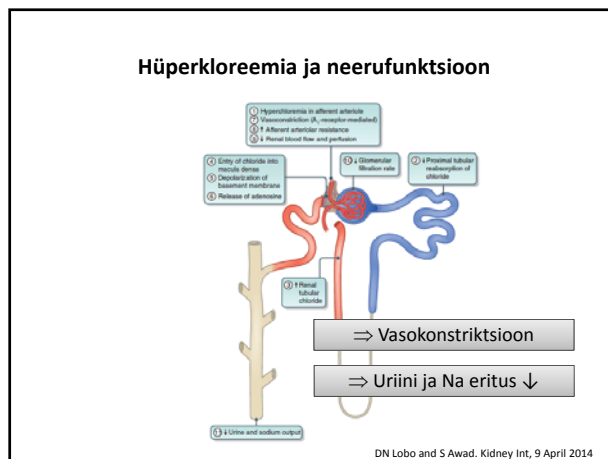 Hüperkloreemia ja neerufunktsioon
① Hyperchloremia in afferent arteriole
⑦ Vasoconstriction (A₁-receptor-mediated)
⑧ ↑ Afferent arteriolar resistance
⑨ ↓ Renal blood flow and perfusion
④ Entry of chloride into
macula densa
⑤ Depolarization of
basement membrane
⑥ Release of adenosine
⑩ ↓ Glomerular
filtration rate
② ↓ Proximal tubular
reabsorption of
chloride
③ ↑ Renal
tubular
chloride
⇒ Vasokonstriktsioon
⇒ Uriini ja Na eritus ↓
⑪ ↓ Urine and sodium output
DN Lobo and S Awad. Kidney Int, 9 April 2014